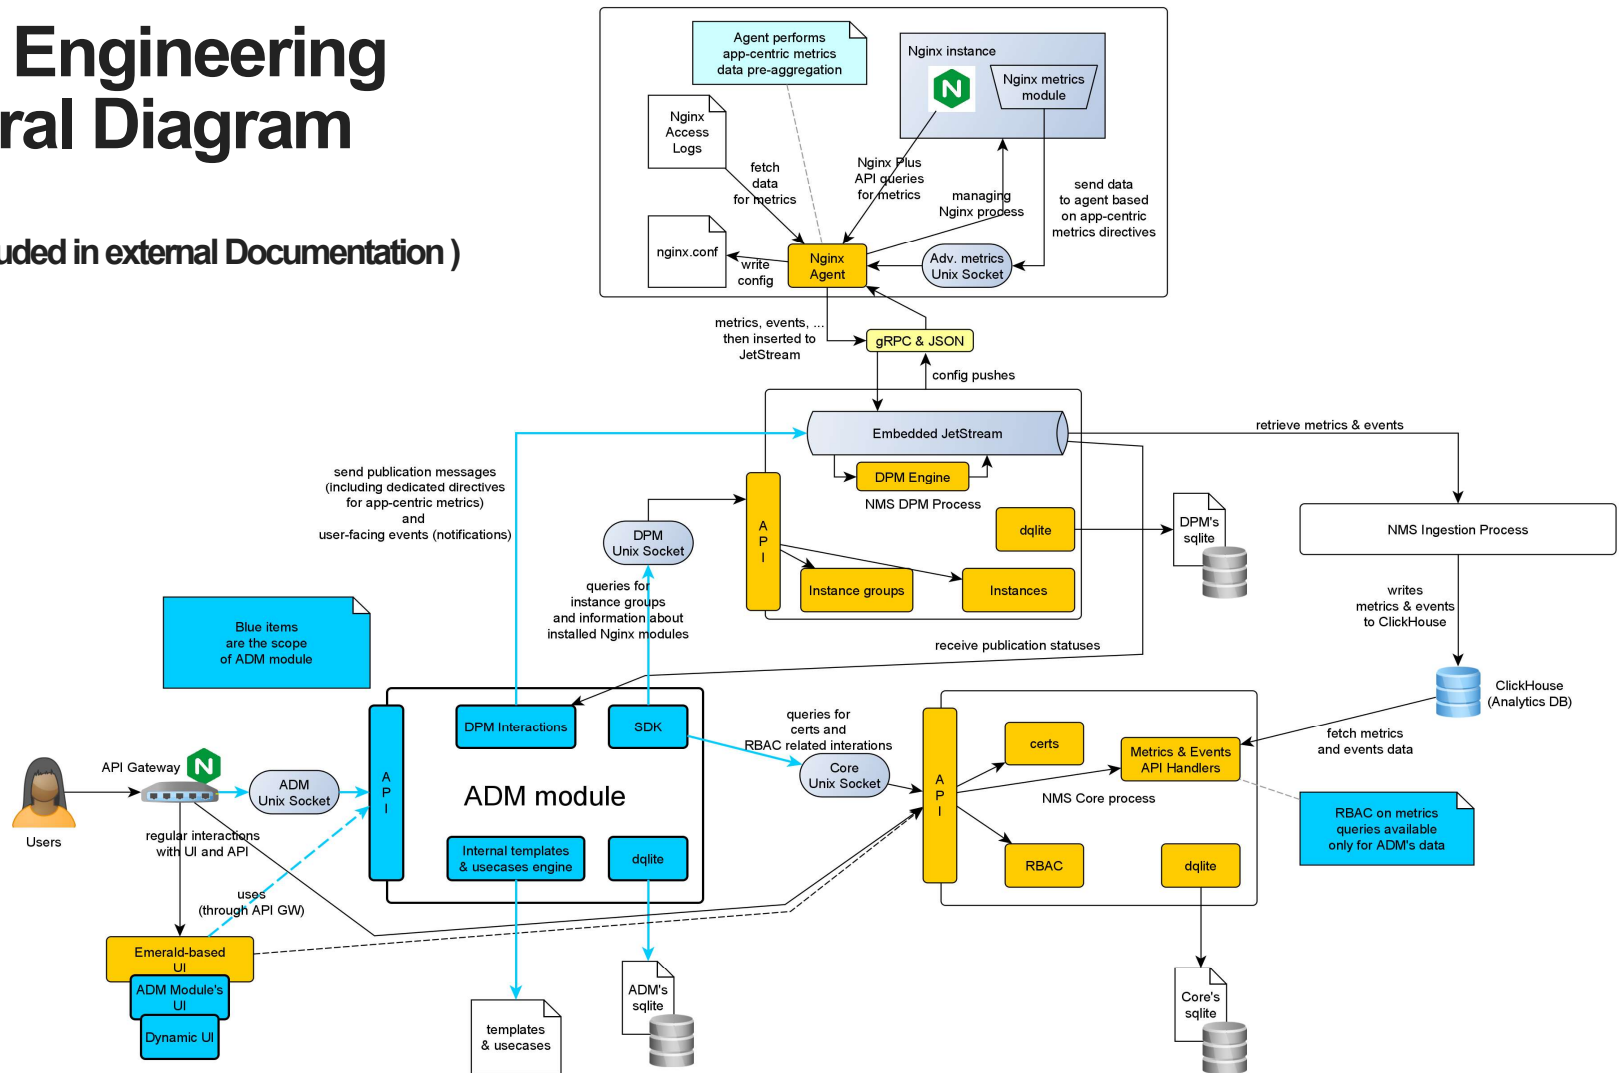 Engineering
ral Diagram
uded in external Documentation )
Agent performs
app-centric metrics
data pre-aggregation
Nginx instance
N
Nginx metrics
module
Nginx
Access
Logs
fetch
data
for metrics
Nginx Plus
API queries
for metrics
managing
Nginx process
send data
to agent based
on app-centric
metrics directives
nginx.conf
write
config
Nginx
Agent
Adv. metrics
Unix Socket
metrics, events, ...
then inserted to
JetStream
gRPC & JSON
config pushes
Embedded JetStream
retrieve metrics & events
DPM Engine
NMS DPM Process
send publication messages
(including dedicated directives
for app-centric metrics)
and
user-facing events (notifications)
DPM
Unix Socket
A
P
I
dqlite
DPM's
sqlite
NMS Ingestion Process
Instance groups
Instances
queries for
instance groups
and information about
installed Nginx modules
writes
metrics & events
to ClickHouse
Blue items
are the scope
of ADM module
receive publication statuses
ClickHouse
(Analytics DB)
fetch metrics
and events data
DPM Interactions
SDK
queries for
certs and
RBAC related interations
Core
Unix Socket
certs
Metrics & Events
API Handlers
NMS Core process
A
P
I
API Gateway
N
ADM
Unix Socket
A
P
I
ADM module
Users
regular interactions
with UI and API
Internal templates
& usecases engine
dqlite
RBAC
dqlite
RBAC on metrics
queries available
only for ADM's data
uses
(through API GW)
Emerald-based
UI
ADM Module's
UI
Dynamic UI
templates
& usecases
ADM's
sqlite
Core's
sqlite